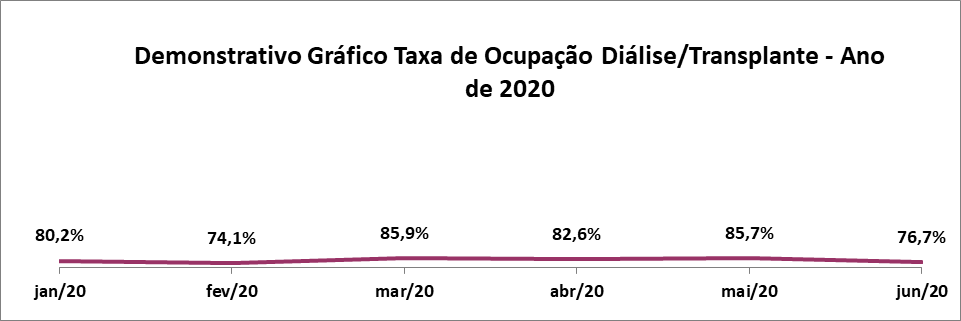 Demonstrativo Gráfico Taxa de Ocupação Diálise/Transplante - Ano
de 2020
80,2%
74,1%
85,9%
82,6%
85,7%
76,7%
jan/20
fev/20
mar/20
abr/20
mai/20
jun/20